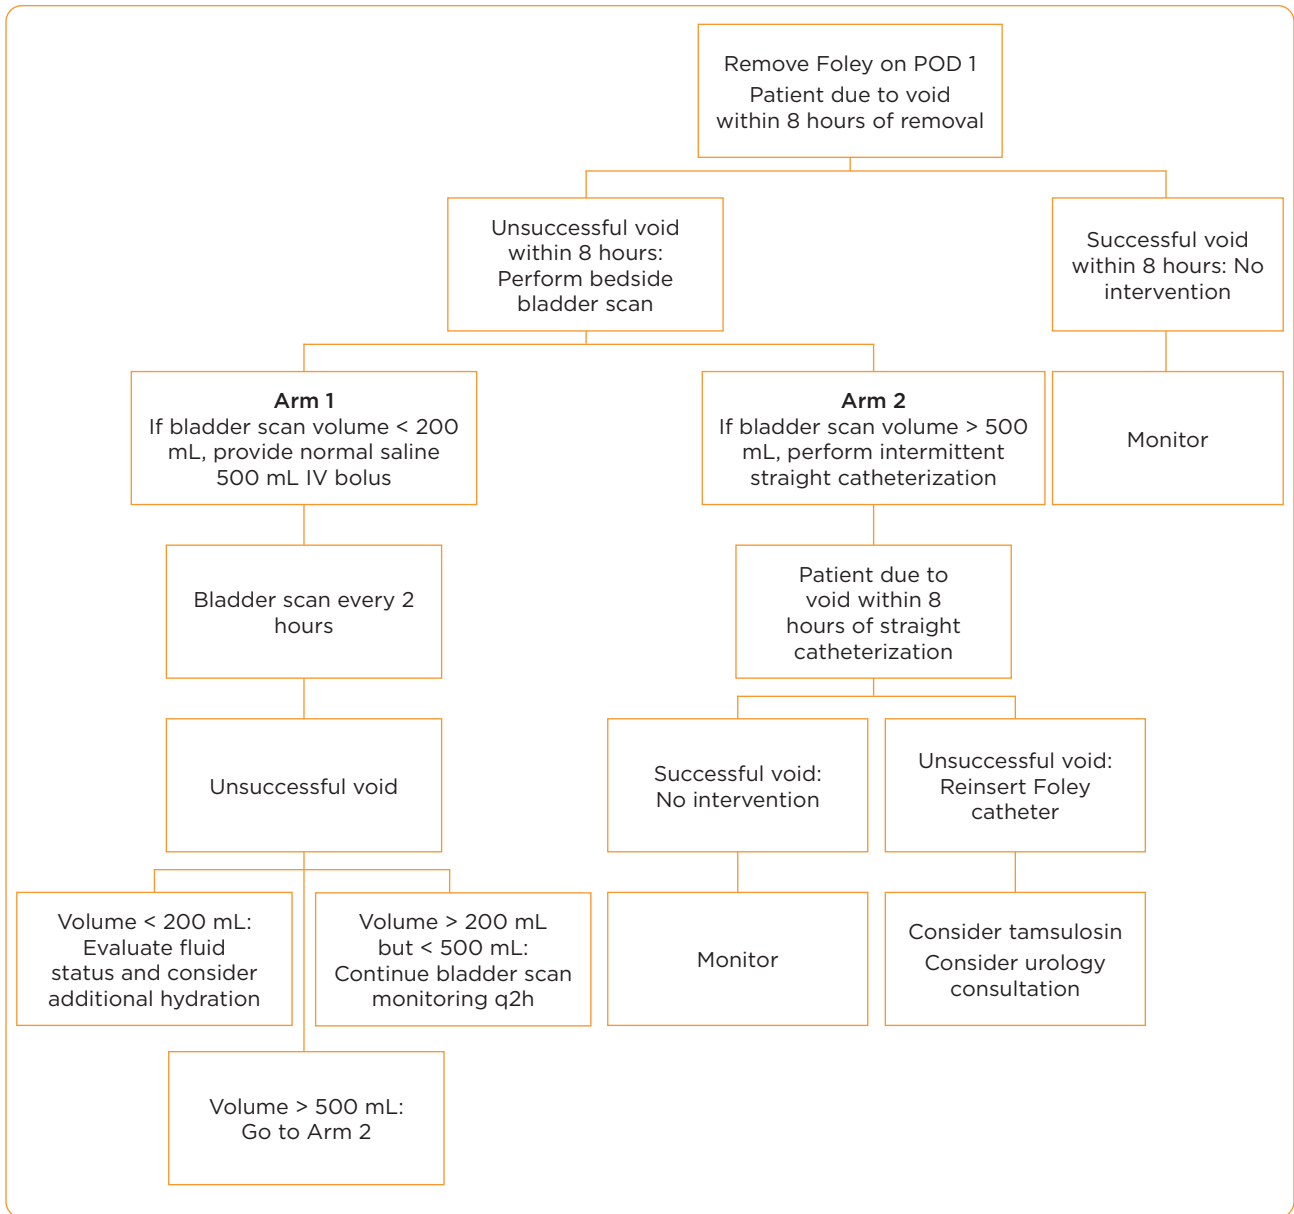 Remove Foley on POD 1
Patient due to void
within 8 hours of removal
Unsuccessful void
within 8 hours:
Perform bedside
bladder scan
Successful void
within 8 hours: No
intervention
Arm 1
If bladder scan volume < 200
mL, provide normal saline
500 mL IV bolus
Arm 2
If bladder scan volume > 500
mL, perform intermittent
straight catheterization
Monitor
Bladder scan every 2
hours
Patient due to
void within 8
hours of straight
catheterization
Unsuccessful void
Successful void:
No intervention
Unsuccessful void:
Reinsert Foley
catheter
Volume < 200 mL:
Evaluate fluid
status and consider
additional hydration
Volume > 200 mL
but < 500 mL:
Continue bladder scan
monitoring q2h
Monitor
Consider tamsulosin
Consider urology
consultation
Volume > 500 mL:
Go to Arm 2